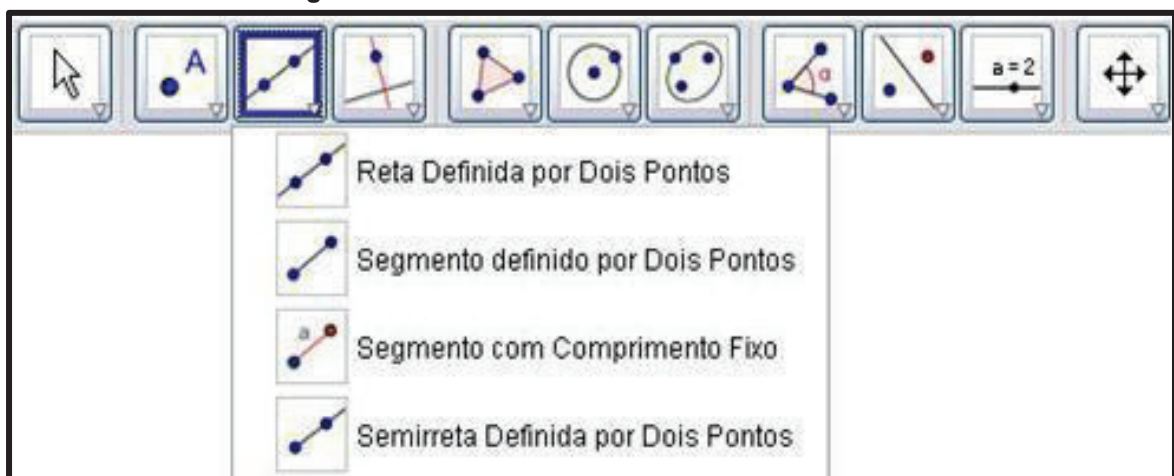 A
α
a = 2
Reta Definida por Dois Pontos
Segmento definido por Dois Pontos
a
Segmento com Comprimento Fixo
Semirreta Definida por Dois Pontos